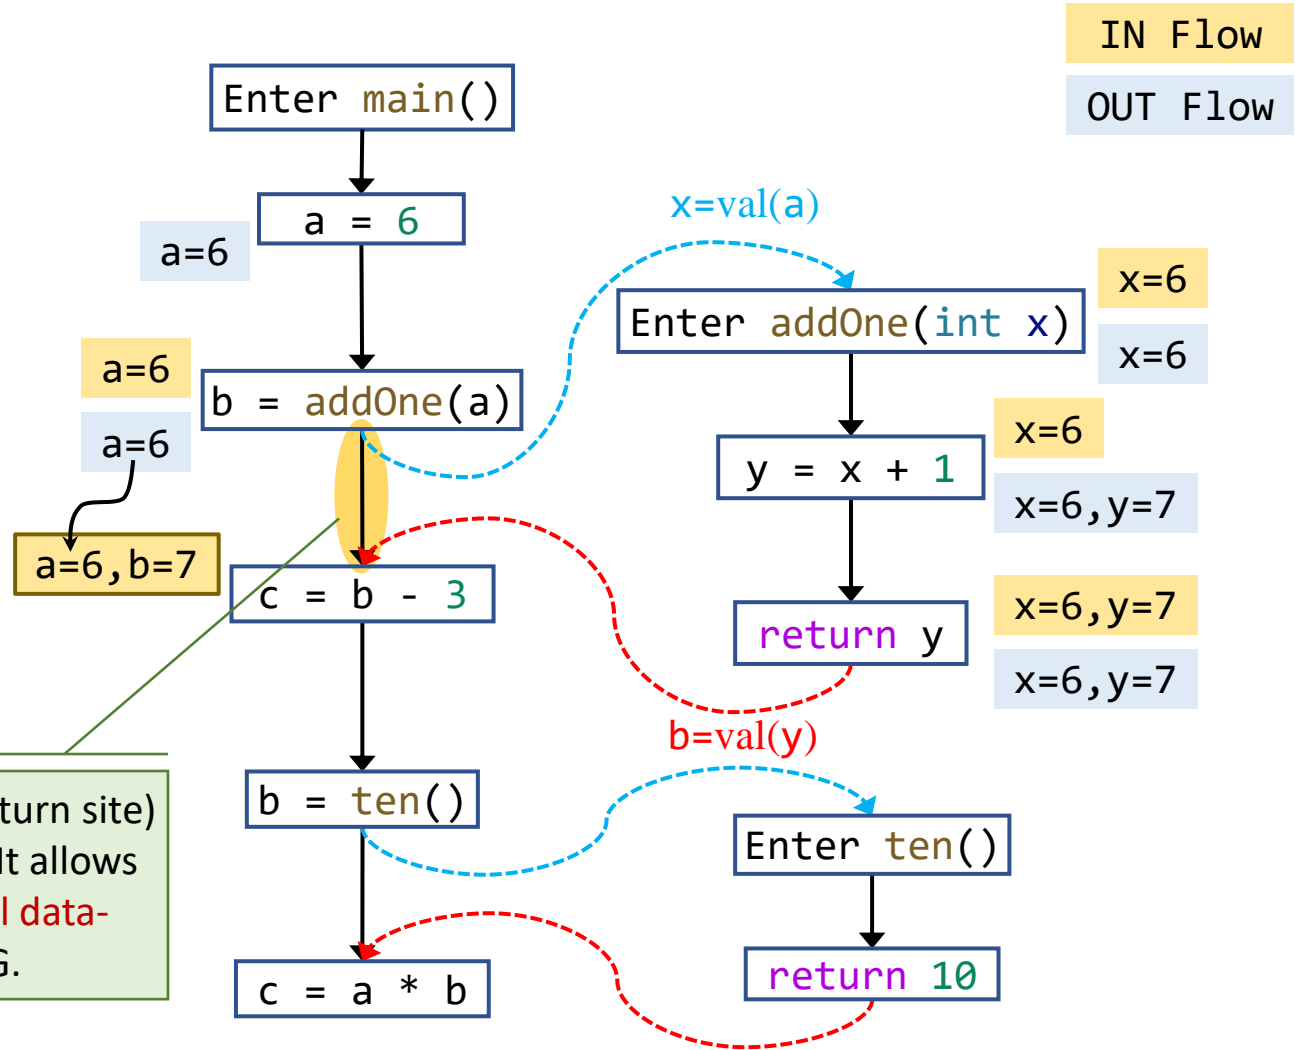 IN Flow
OUT Flow
Enter main()
a = 6
a=6
x=val(a)
Enter addOne(int x)
x=6
x=6
a=6
b = addOne(a)
a=6
x=6
y = x + 1
x=6,y=7
a=6,b=7
c = b - 3
x=6,y=7
return y
x=6,y=7
b=val(y)
b = ten()
turn site)
It allows
l data-
G.
Enter ten()
return 10
c = a * b